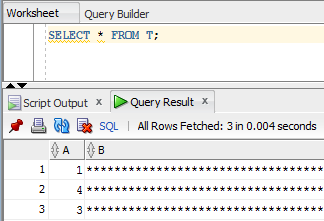 Worksheet Query Builder
SELECT * FROM T;
Script Output x Query Result x
SQL | All Rows Fetched: 3 in 0.004 seconds
A B
1 1 **********************************
2 4 **********************************
3 3 **********************************